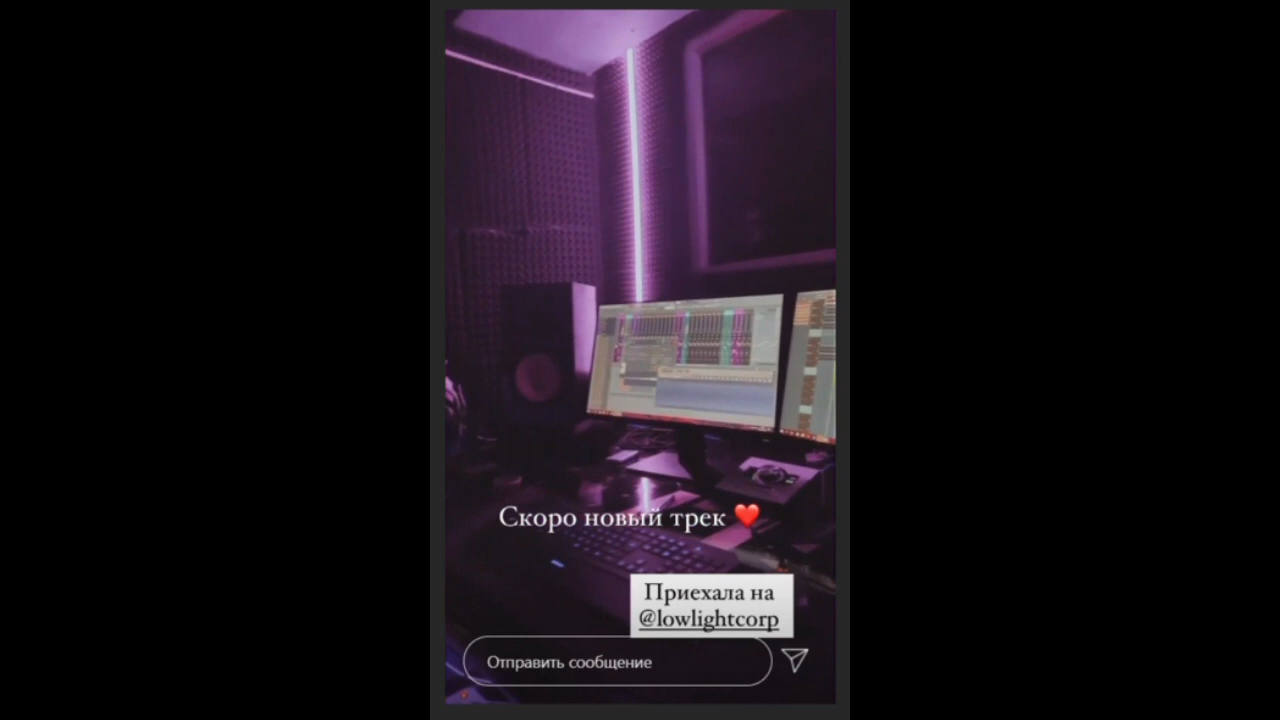 Скоро новый трек ❤️
Приехала на
@lowlightcorp
Отправить сообщение